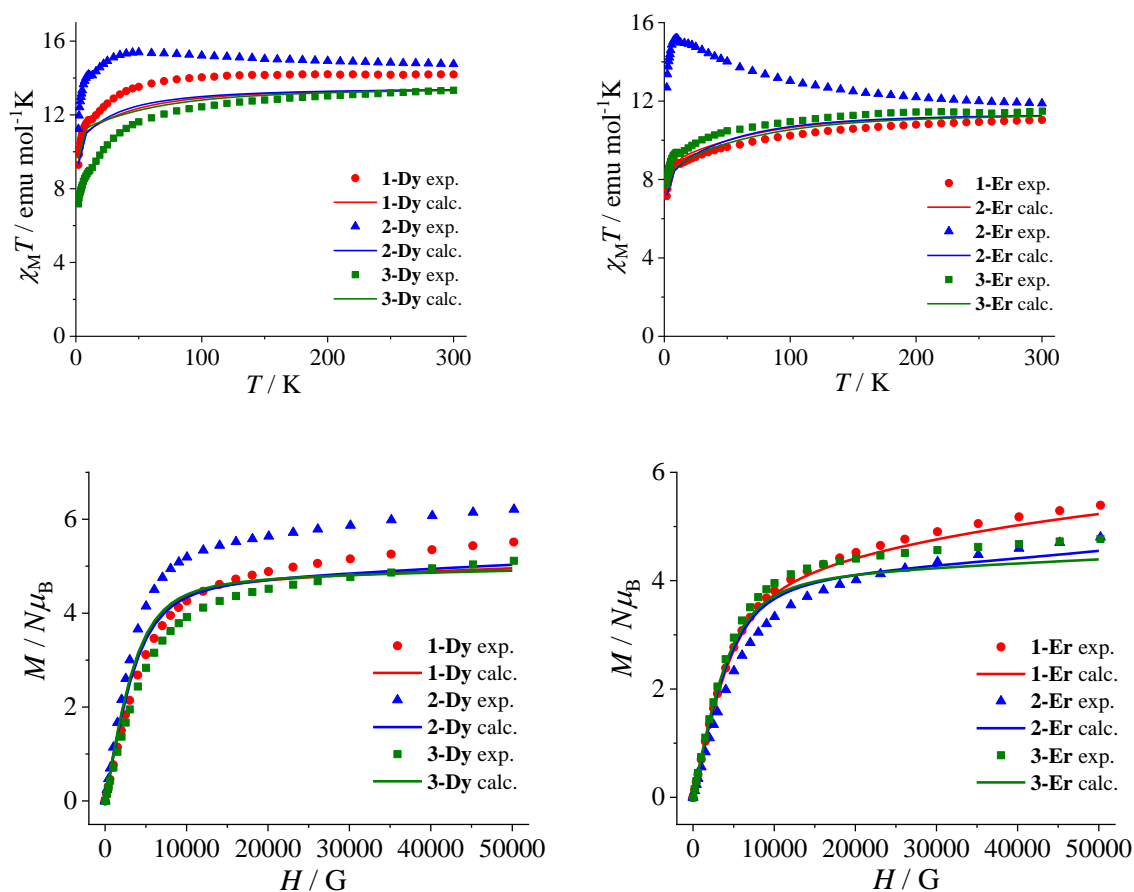 16
12
8
4
0
χ_M T / emu mol⁻¹K
1-Dy exp.
1-Dy calc.
2-Dy exp.
2-Dy calc.
3-Dy exp.
3-Dy calc.
0 100 200 300
T / K
16
12
8
4
0
χ_M T / emu mol⁻¹K
1-Er exp.
2-Er calc.
2-Er exp.
2-Er calc.
3-Er exp.
3-Er calc.
0 100 200 300
T / K
6
4
2
0
M / Nμ_B
1-Dy exp.
1-Dy calc.
2-Dy exp.
2-Dy calc.
3-Dy exp.
3-Dy calc.
0 10000 20000 30000 40000 50000
H / G
6
4
2
0
M / Nμ_B
1-Er exp.
1-Er calc.
2-Er exp.
2-Er calc.
3-Er exp.
3-Er calc.
0 10000 20000 30000 40000 50000
H / G